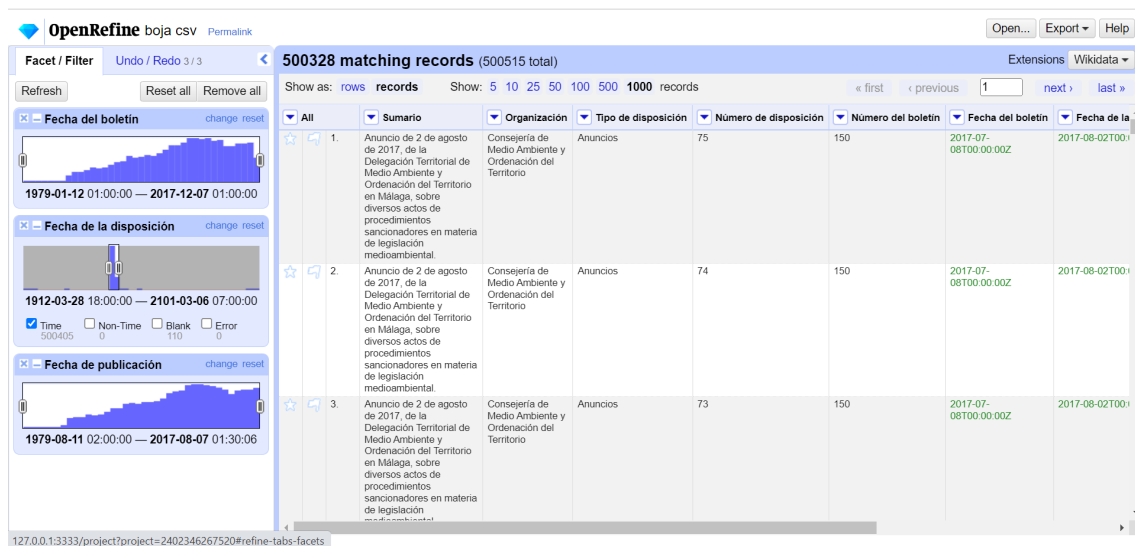 OpenRefine boja csv Permalink
Open... Export Help
Facet / Filter Undo / Redo 3 / 3
500328 matching records (500515 total)
Extensions Wikidata
Refresh Reset all Remove all
Show as: rows records Show: 5 10 25 50 100 500 1000 records
« first ‹ previous 1 next › last »
Fecha del boletín change reset
1979-01-12 01:00:00 — 2017-12-07 01:00:00
Fecha de la disposición change reset
1912-03-28 18:00:00 — 2101-03-06 07:00:00
Time Non-Time Blank Error
500405 0 110 0
Fecha de publicación change reset
1979-08-11 02:00:00 — 2017-08-07 01:30:06
All Sumario Organización Tipo de disposición Número de disposición Número del boletín Fecha del boletín Fecha de la
1.
Anuncio de 2 de agosto
de 2017, de la
Delegación Territorial de
Medio Ambiente y
Ordenación del Territorio
en Málaga, sobre
diversos actos de
procedimientos
sancionadores en materia
de legislación
medioambiental.
Consejería de
Medio Ambiente y
Ordenación del
Territorio
Anuncios
75
150
2017-07-
08T00:00:00Z
2017-08-02T00:
2.
Anuncio de 2 de agosto
de 2017, de la
Delegación Territorial de
Medio Ambiente y
Ordenación del Territorio
en Málaga, sobre
diversos actos de
procedimientos
sancionadores en materia
de legislación
medioambiental.
Consejería de
Medio Ambiente y
Ordenación del
Territorio
Anuncios
74
150
2017-07-
08T00:00:00Z
2017-08-02T00:
3.
Anuncio de 2 de agosto
de 2017, de la
Delegación Territorial de
Medio Ambiente y
Ordenación del Territorio
en Málaga, sobre
diversos actos de
procedimientos
sancionadores en materia
de legislación
medioambiental.
Consejería de
Medio Ambiente y
Ordenación del
Territorio
Anuncios
73
150
2017-07-
08T00:00:00Z
2017-08-02T00:
127.0.0.1:3333/project?project=2402346267520#refine-tabs-facets